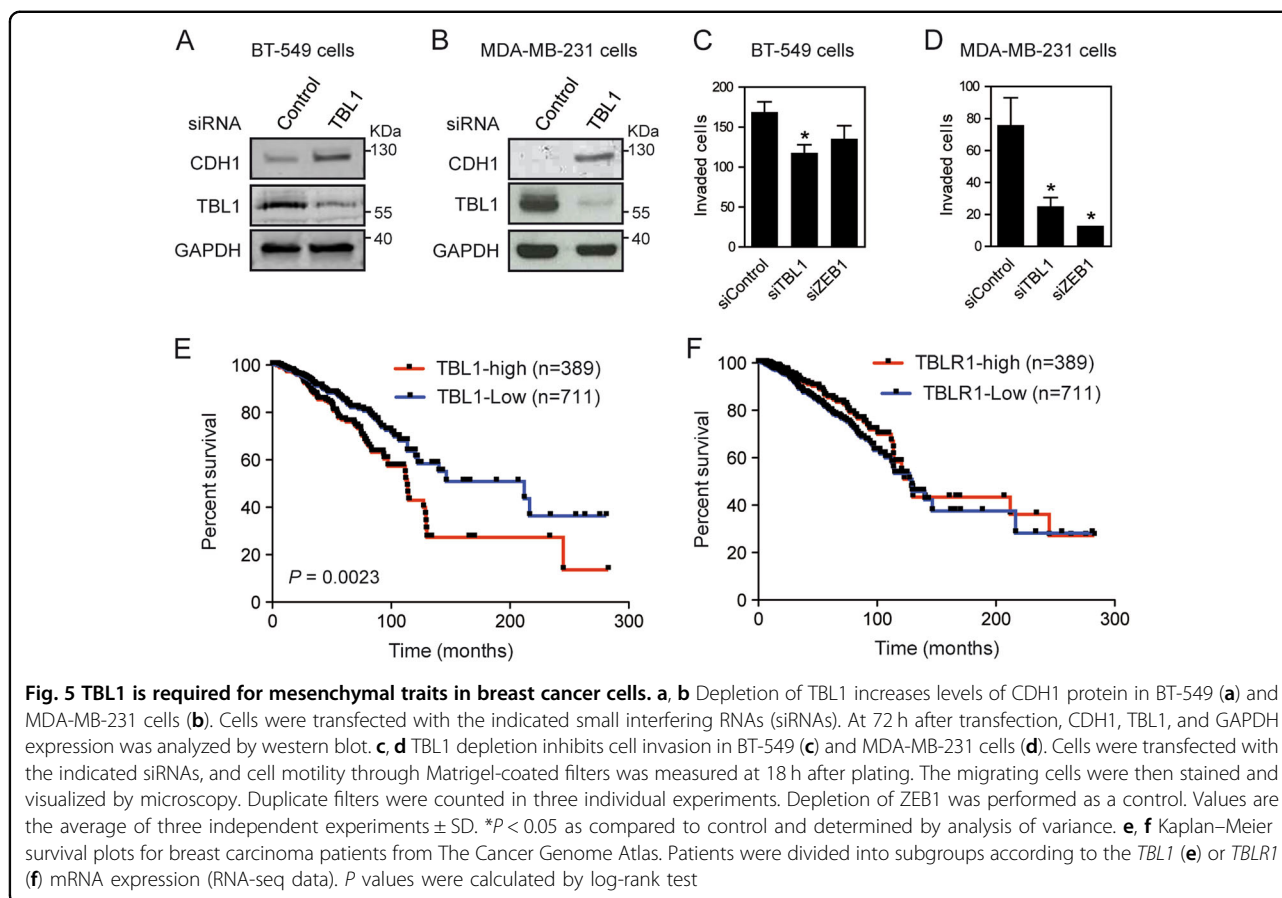 A
BT-549 cells
siRNA
Control
TBL1
KDa
CDH1
130
TBL1
55
GAPDH
40
B
MDA-MB-231 cells
siRNA
Control
TBL1
KDa
CDH1
130
TBL1
55
GAPDH
40
C
BT-549 cells
Invaded cells
200
150
100
50
0
*
siControl
siTBL1
siZEB1
D
MDA-MB-231 cells
Invaded cells
100
80
60
40
20
0
*
*
siControl
siTBL1
siZEB1
E
Percent survival
100
80
60
40
20
0
TBL1-high (n=389)
TBL1-Low (n=711)
P = 0.0023
0 100 200 300
Time (months)
F
Percent survival
100
80
60
40
20
0
TBLR1-high (n=389)
TBLR1-Low (n=711)
0 100 200 300
Time (months)
Fig. 5 TBL1 is required for mesenchymal traits in breast cancer cells. a, b Depletion of TBL1 increases levels of CDH1 protein in BT-549 (a) and
MDA-MB-231 cells (b). Cells were transfected with the indicated small interfering RNAs (siRNAs). At 72 h after transfection, CDH1, TBL1, and GAPDH
expression was analyzed by western blot. c, d TBL1 depletion inhibits cell invasion in BT-549 (c) and MDA-MB-231 cells (d). Cells were transfected with
the indicated siRNAs, and cell motility through Matrigel-coated filters was measured at 18 h after plating. The migrating cells were then stained and
visualized by microscopy. Duplicate filters were counted in three individual experiments. Depletion of ZEB1 was performed as a control. Values are
the average of three independent experiments ± SD. *P < 0.05 as compared to control and determined by analysis of variance. e, f Kaplan–Meier
survival plots for breast carcinoma patients from The Cancer Genome Atlas. Patients were divided into subgroups according to the TBL1 (e) or TBLR1
(f) mRNA expression (RNA-seq data). P values were calculated by log-rank test